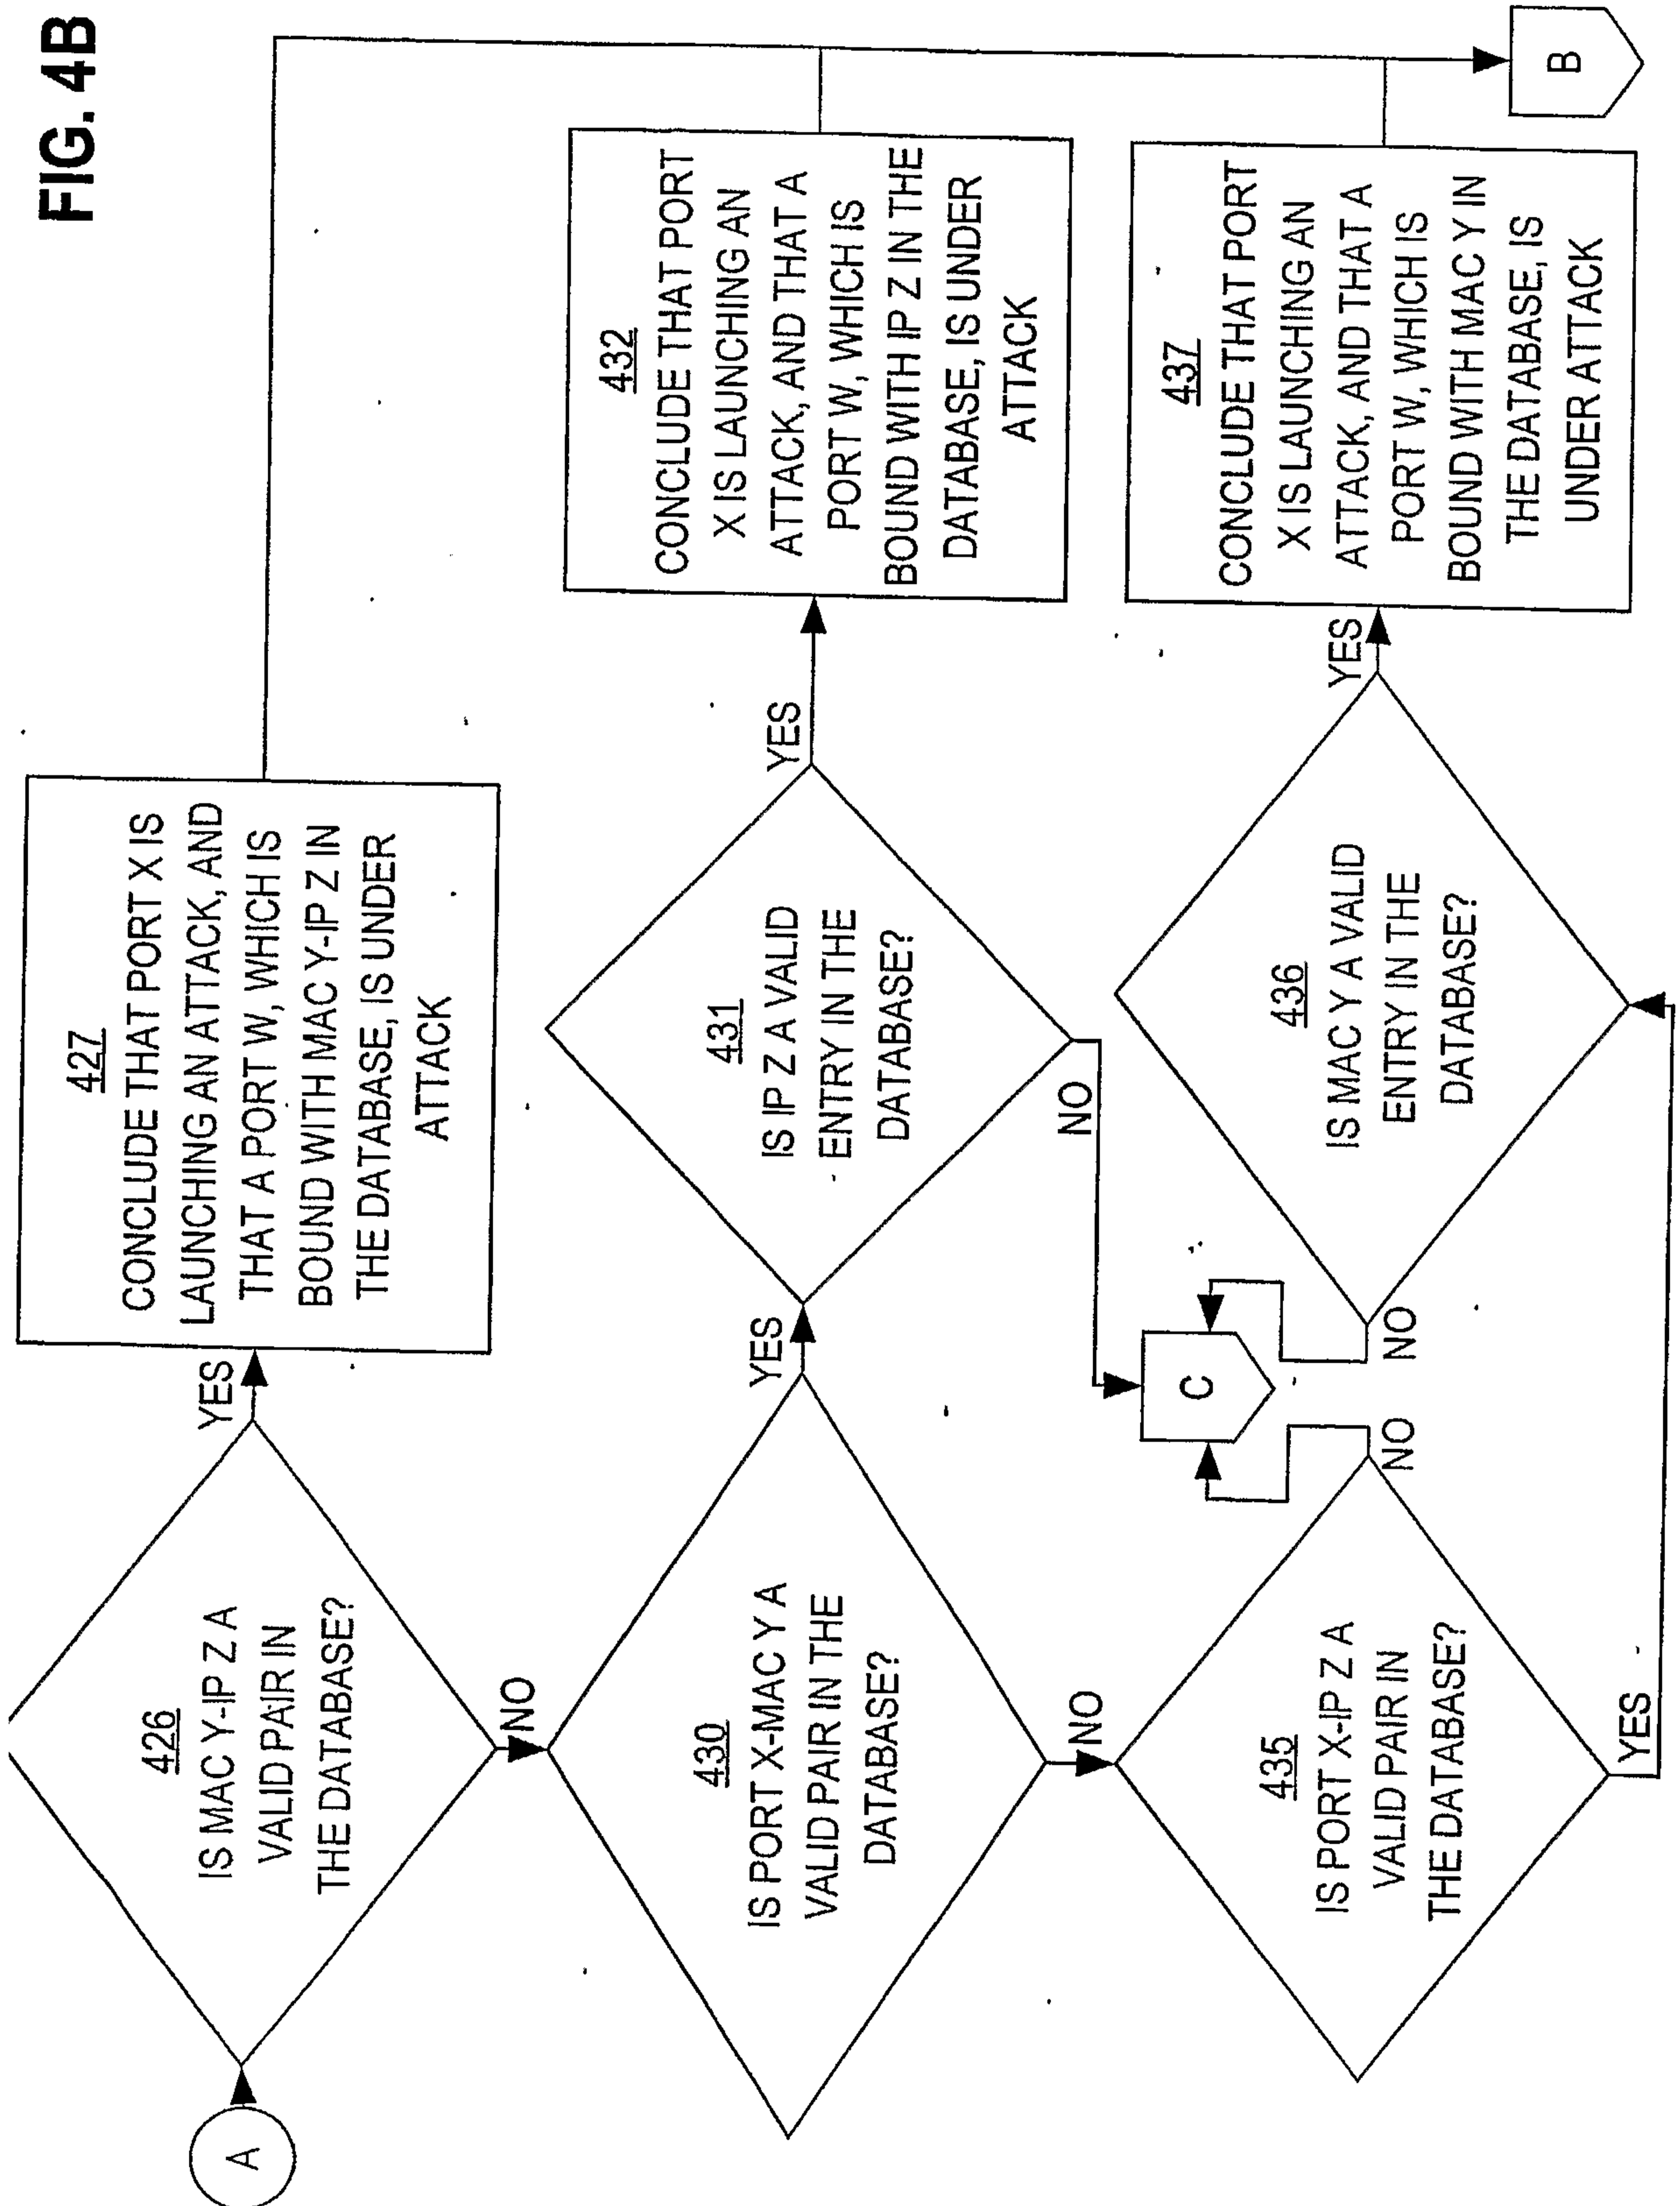 FIG. 4B
A
426
IS MAC Y-IP Z A
VALID PAIR IN
THE DATABASE?
YES
NO
427
CONCLUDE THAT PORT X IS
LAUNCHING AN ATTACK, AND
THAT A PORT W, WHICH IS
BOUND WITH MAC Y-IP Z IN
THE DATABASE, IS UNDER
ATTACK
430
IS PORT X-MAC Y A
VALID PAIR IN THE
DATABASE?
YES
NO
431
IS IP Z A VALID
ENTRY IN THE
DATABASE?
YES
NO
432
CONCLUDE THAT PORT
X IS LAUNCHING AN
ATTACK, AND THAT A
PORT W, WHICH IS
BOUND WITH IP Z IN THE
DATABASE, IS UNDER
ATTACK
435
IS PORT X-IP Z A
VALID PAIR IN
THE DATABASE?
NO
YES
C
436
IS MAC Y A VALID
ENTRY IN THE
DATABASE?
NO
YES
437
CONCLUDE THAT PORT
X IS LAUNCHING AN
ATTACK, AND THAT A
PORT W, WHICH IS
BOUND WITH MAC Y IN
THE DATABASE, IS
UNDER ATTACK
B